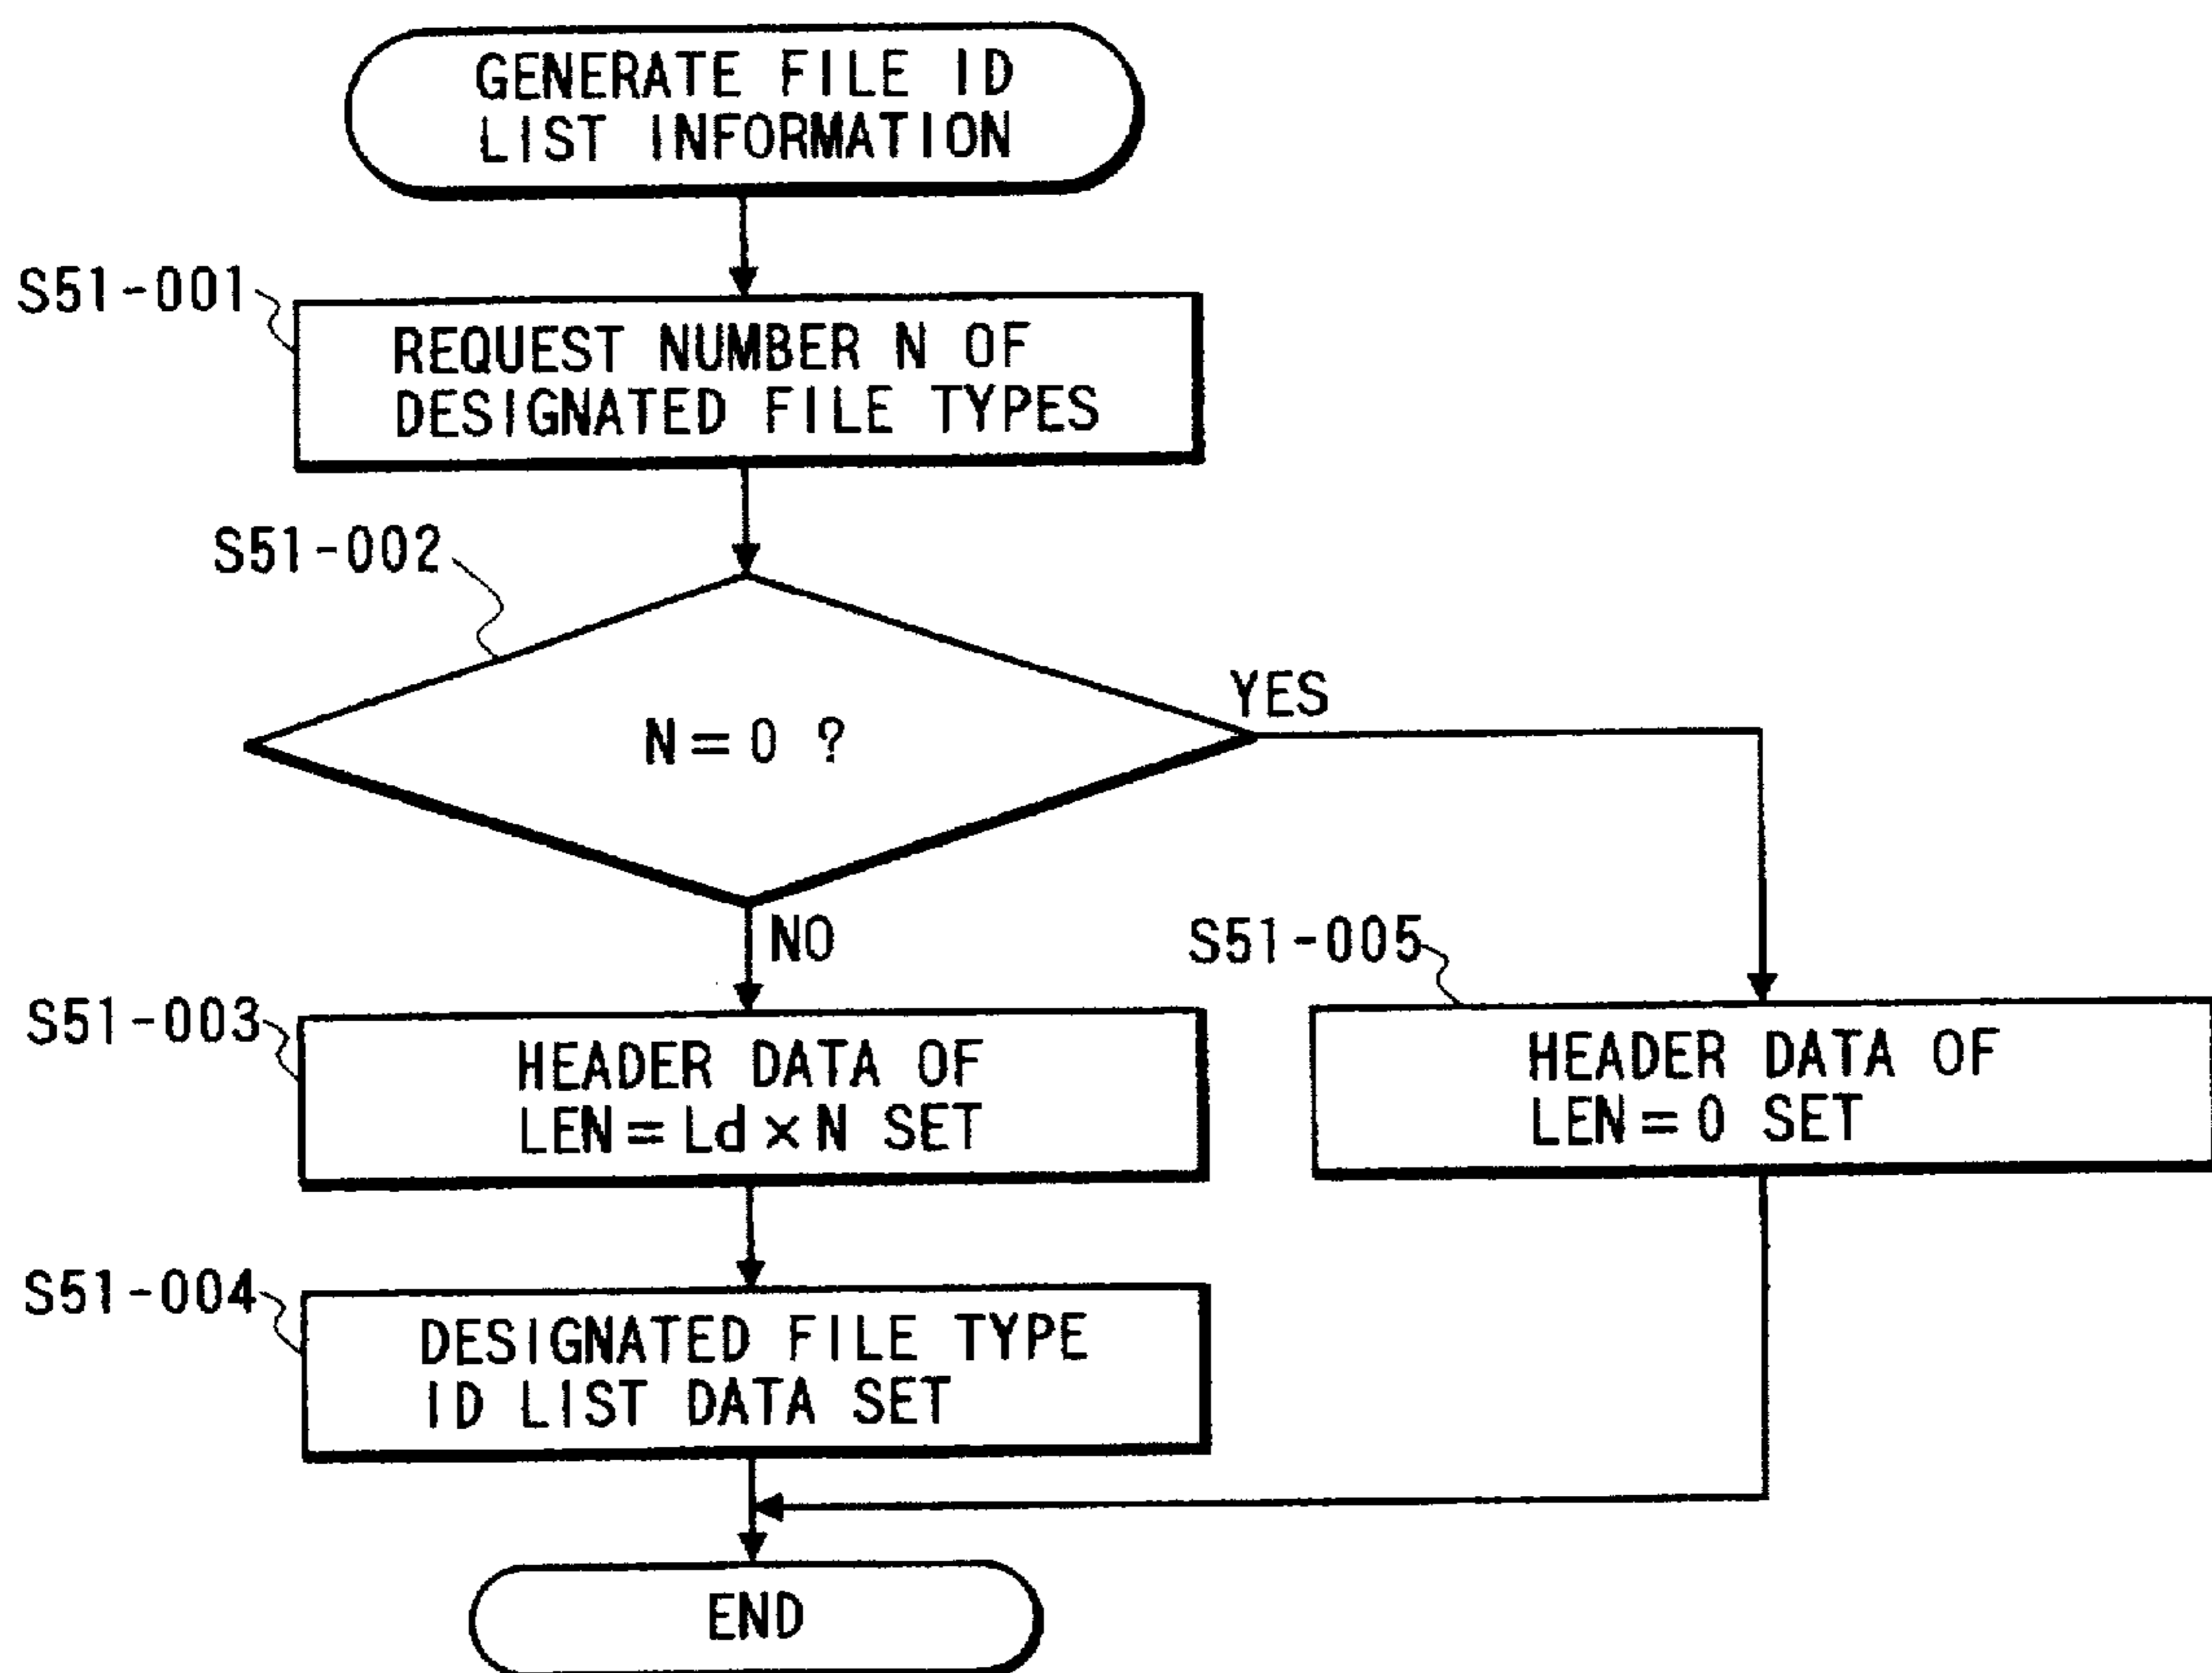 GENERATE FILE ID
LIST INFORMATION
S51-001
REQUEST NUMBER N OF
DESIGNATED FILE TYPES
S51-002
N=0 ?
YES
NO
S51-003
HEADER DATA OF
LEN=Ld×N SET
S51-005
HEADER DATA OF
LEN=0 SET
S51-004
DESIGNATED FILE TYPE
ID LIST DATA SET
END